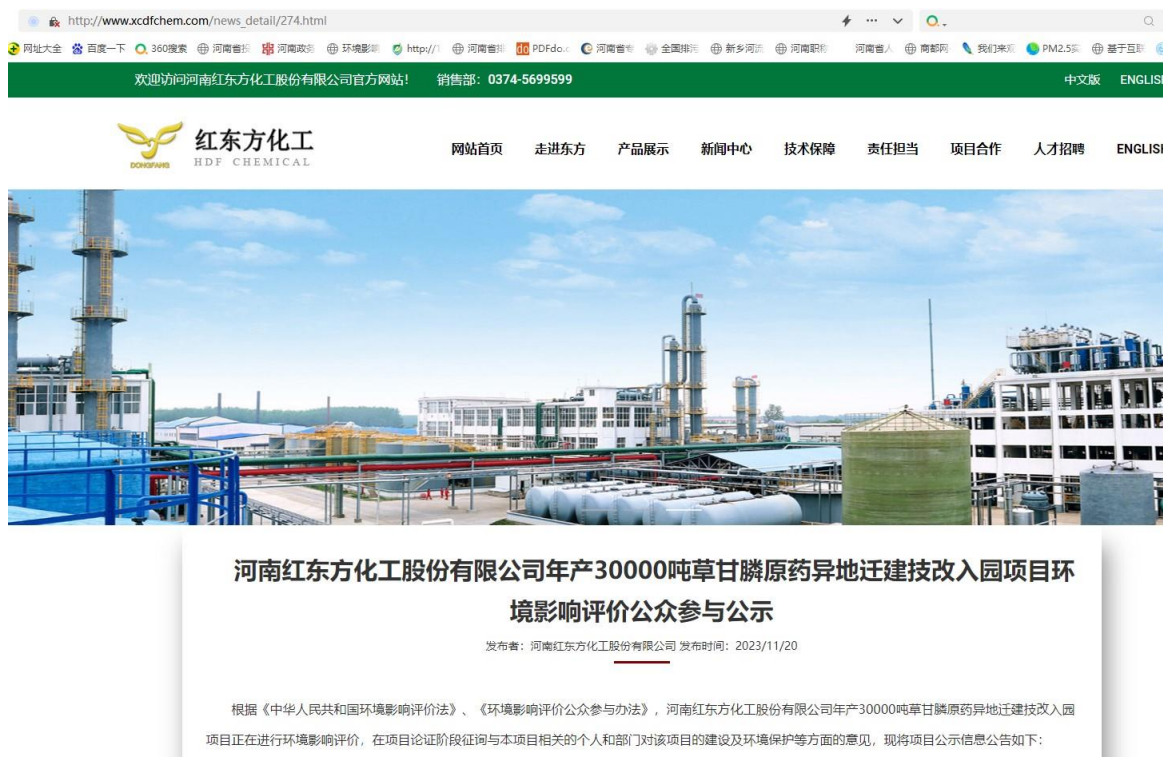 http://www.xcdfchem.com/news_detail/274.html
网址大全 百度一下 360搜索 河南省投 河南政务 环境影响 http://1 河南省排 PDFdo.c 河南省专 全国排污 新乡河流 河南职称 河南省人 商都网 我们来 PM2.5实 基于互联
欢迎访问河南红东方化工股份有限公司官方网站！ 销售部：0374-5699599 中文版 ENGLISH
DONGFANG
红东方化工
HDF CHEMICAL
网站首页 走进东方 产品展示 新闻中心 技术保障 责任担当 项目合作 人才招聘 ENGLISH
河南红东方化工股份有限公司年产30000吨草甘膦原药异地迁建技改入园项目环
境影响评价公众参与公示
发布者：河南红东方化工股份有限公司 发布时间：2023/11/20
根据《中华人民共和国环境影响评价法》、《环境影响评价公众参与办法》，河南红东方化工股份有限公司年产30000吨草甘膦原药异地迁建技改入园
项目正在进行环境影响评价，在项目论证阶段征询与本项目相关的个人和部门对该项目的建设及环境保护等方面的意见，现将项目公示信息公告如下：